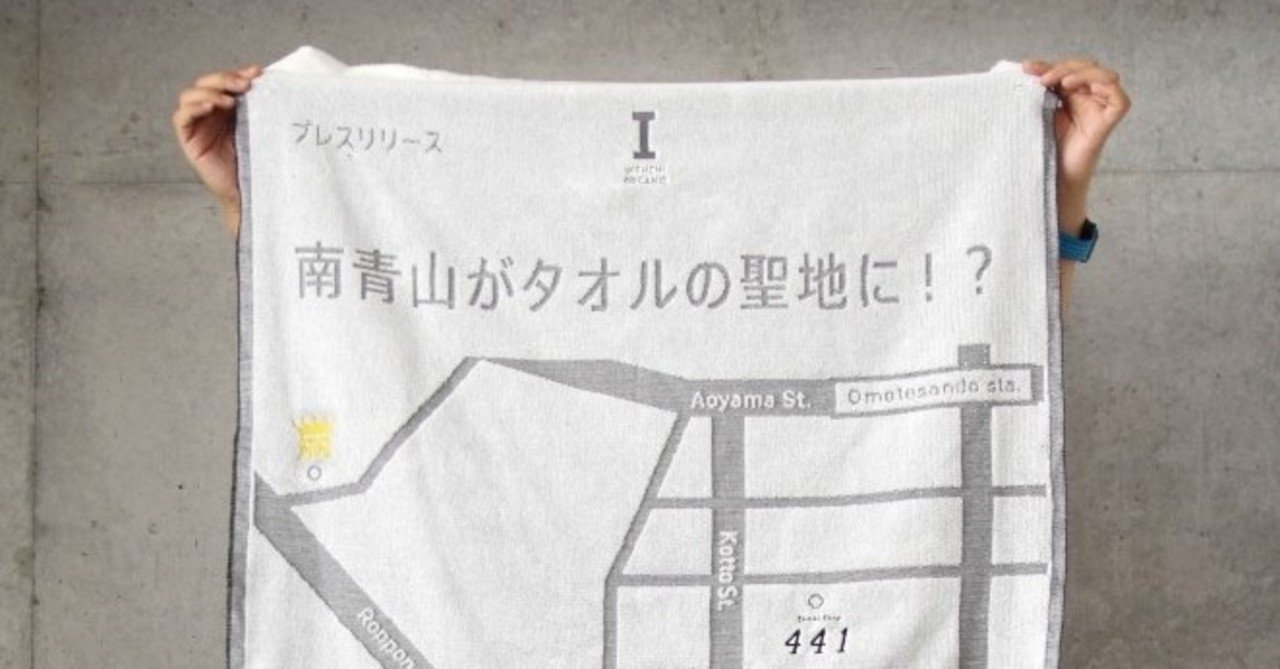 プレスリリース
I
南青山がタオルの聖地に！？
Aoyama St.
Omotesando sta.
Kotto St.
441